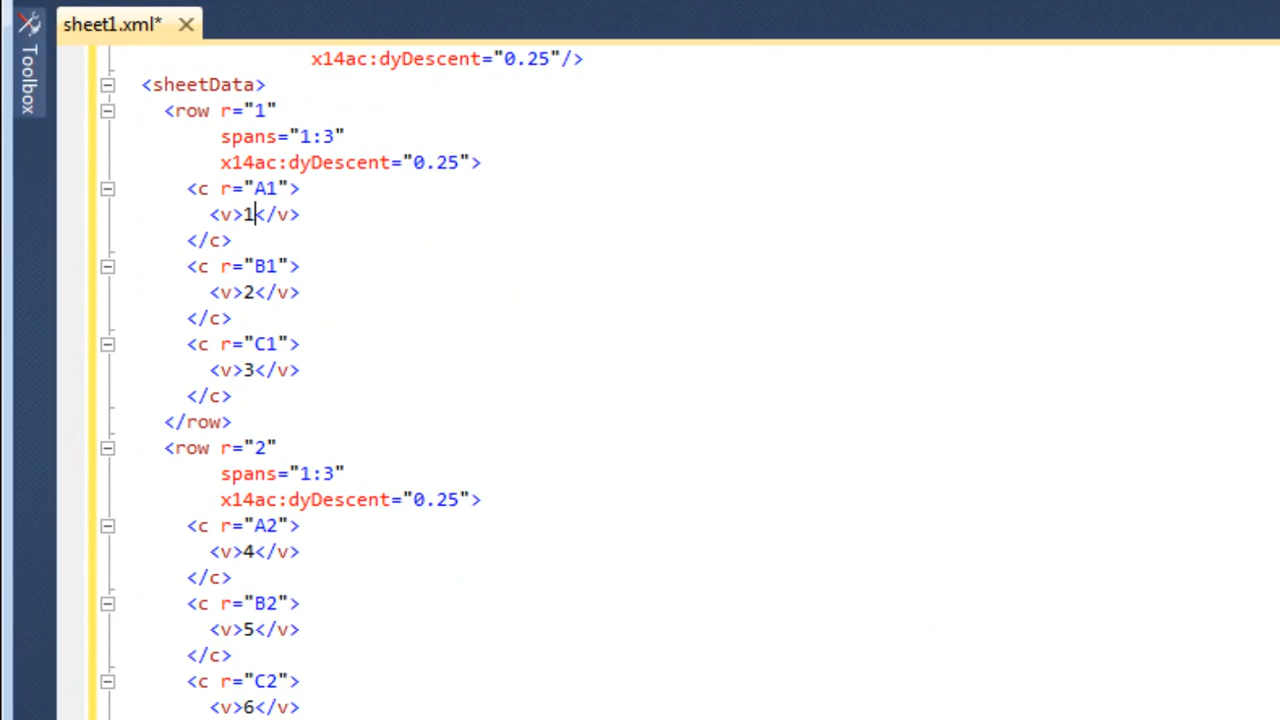 Toolbox
sheet1.xml*
x14ac:dyDescent="0.25"/>
<sheetData>
<row r="1"
spans="1:3"
x14ac:dyDescent="0.25">
<c r="A1">
<v>1</v>
</c>
<c r="B1">
<v>2</v>
</c>
<c r="C1">
<v>3</v>
</c>
</row>
<row r="2"
spans="1:3"
x14ac:dyDescent="0.25">
<c r="A2">
<v>4</v>
</c>
<c r="B2">
<v>5</v>
</c>
<c r="C2">
<v>6</v>